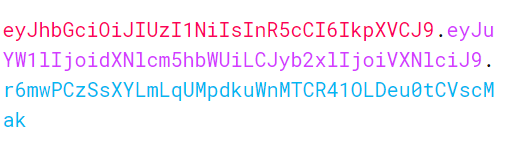 eyJhbGciOiJIUzI1NiIsInR5cCI6IkpXVCJ9.eyJu
YW1lIjoidXNlcm5hbWUiLCJyb2xlIjoiVXNlciJ9.
r6mwPCzSsXYLmLqUMpdkuWnMTCR41OLDeu0tCVscM
ak